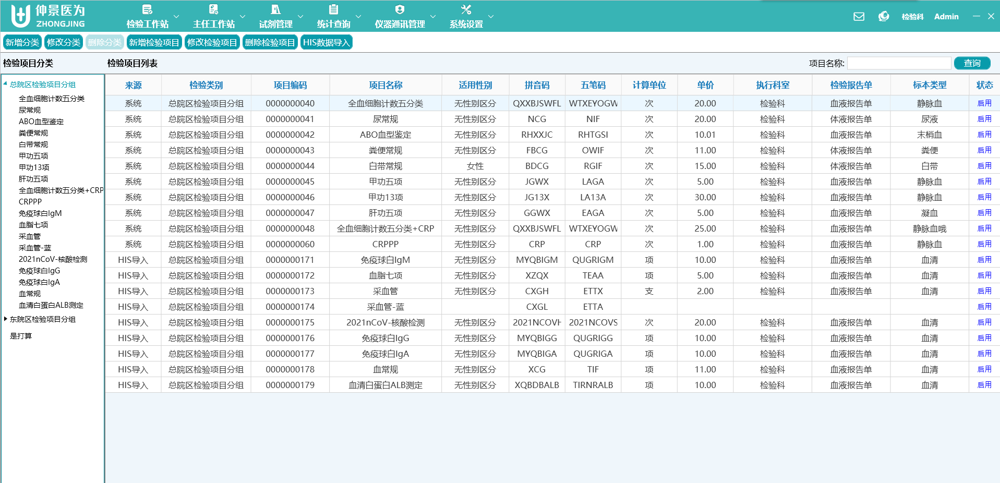 仲景医为
ZHONGJING
检验工作站 主任工作站 试剂管理 统计查询 仪器通讯管理 系统设置 检验科 Admin
新增分类 修改分类 删除分类 新增检验项目 修改检验项目 删除检验项目 HIS数据导入
检验项目分类
总院区检验项目分组
全血细胞计数五分类
尿常规
ABO血型鉴定
粪便常规
白带常规
甲功五项
甲功13项
肝功五项
全血细胞计数五分类+CRP
CRPPP
免疫球白IgM
血脂七项
采血管
采血管-蓝
2021nCoV-核酸检测
免疫球白IgG
免疫球白IgA
血常规
血清白蛋白ALB测定
东院区检验项目分组
是打算
检验项目列表 项目名称: 查询
来源 检验类别 项目编码 项目名称 适用性别 拼音码 五笔码 计算单位 单价 执行科室 检验报告单 标本类型 状态
系统 总院区检验项目分组 0000000040 全血细胞计数五分类 无性别区分 QXXBJSWFL WTXEYOGW 次 20.00 检验科 血液报告单 静脉血 启用
系统 总院区检验项目分组 0000000041 尿常规 无性别区分 NCG NIF 次 20.00 检验科 体液报告单 尿液 启用
系统 总院区检验项目分组 0000000042 ABO血型鉴定 无性别区分 RHXXJC RHTGSI 次 10.01 检验科 血液报告单 末梢血 启用
系统 总院区检验项目分组 0000000043 粪便常规 无性别区分 FBCG OWIF 次 11.00 检验科 体液报告单 粪便 启用
系统 总院区检验项目分组 0000000044 白带常规 女性 BDCG RGIF 次 15.00 检验科 体液报告单 白带 启用
系统 总院区检验项目分组 0000000045 甲功五项 无性别区分 JGWX LAGA 次 5.00 检验科 血液报告单 静脉血 启用
系统 总院区检验项目分组 0000000046 甲功13项 无性别区分 JG13X LA13A 次 30.00 检验科 血液报告单 静脉血 启用
系统 总院区检验项目分组 0000000047 肝功五项 无性别区分 GGWX EAGA 次 5.00 检验科 血液报告单 凝血 启用
系统 总院区检验项目分组 0000000048 全血细胞计数五分类+CRP 无性别区分 QXXBJSWFL WTXEYOGW 次 25.00 检验科 血液报告单 静脉血哦 启用
系统 总院区检验项目分组 0000000060 CRPPP 无性别区分 CRP CRP 次 1.00 检验科 血液报告单 静脉血 启用
HIS导入 总院区检验项目分组 0000000171 免疫球白IgM 无性别区分 MYQBIGM QUGRIGM 项 10.00 检验科 血液报告单 血清 启用
HIS导入 总院区检验项目分组 0000000172 血脂七项 无性别区分 XZQX TEAA 项 5.00 检验科 血液报告单 血清 启用
HIS导入 总院区检验项目分组 0000000173 采血管 无性别区分 CXGH ETTX 支 2.00 检验科 血液报告单 血清 启用
HIS导入 总院区检验项目分组 0000000174 采血管-蓝 CXGL ETTA 启用
HIS导入 总院区检验项目分组 0000000175 2021nCoV-核酸检测 无性别区分 2021NCOVH 2021NCOVS 次 20.00 检验科 血液报告单 血清 启用
HIS导入 总院区检验项目分组 0000000176 免疫球白IgG 无性别区分 MYQBIGG QUGRIGG 项 10.00 检验科 血液报告单 血清 启用
HIS导入 总院区检验项目分组 0000000177 免疫球白IgA 无性别区分 MYQBIGA QUGRIGA 项 10.00 检验科 血液报告单 血清 启用
HIS导入 总院区检验项目分组 0000000178 血常规 无性别区分 XCG TIF 项 11.00 检验科 血液报告单 血清 启用
HIS导入 总院区检验项目分组 0000000179 血清白蛋白ALB测定 无性别区分 XQBDBALB TIRNRALB 项 10.00 检验科 血液报告单 血清 启用